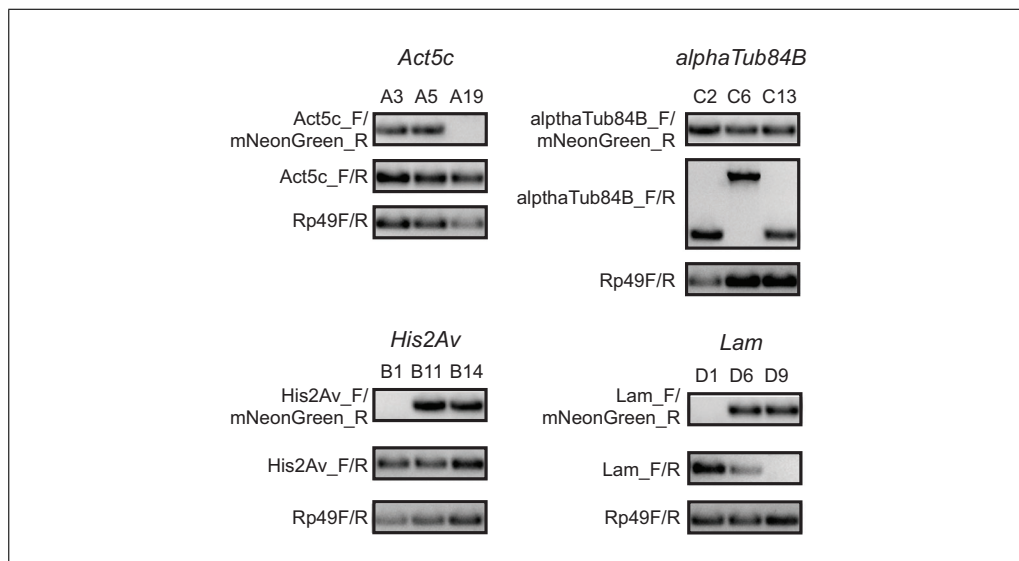 Act5c
A3 A5 A19
Act5c_F/
mNeonGreen_R
Act5c_F/R
Rp49F/R
alphaTub84B
C2 C6 C13
alpthaTub84B_F/
mNeonGreen_R
alpthaTub84B_F/R
Rp49F/R
His2Av
B1 B11 B14
His2Av_F/
mNeonGreen_R
His2Av_F/R
Rp49F/R
Lam
D1 D6 D9
Lam_F/
mNeonGreen_R
Lam_F/R
Rp49F/R